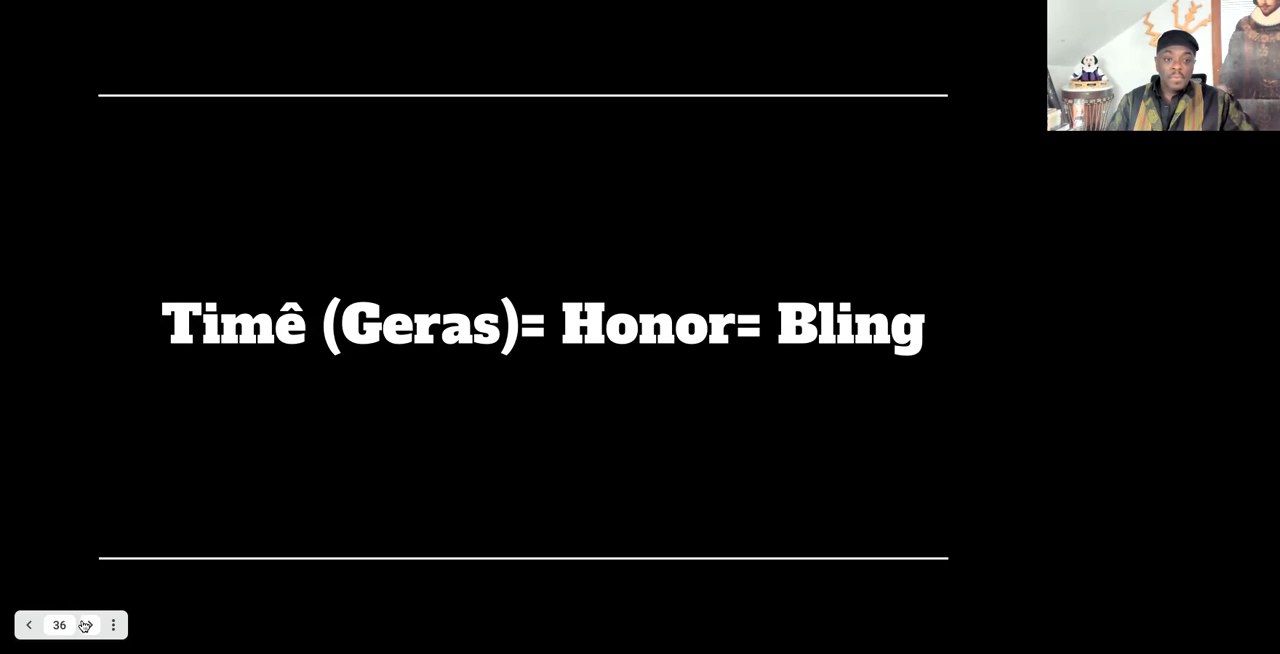 Timê (Geras)= Honor= Bling
36